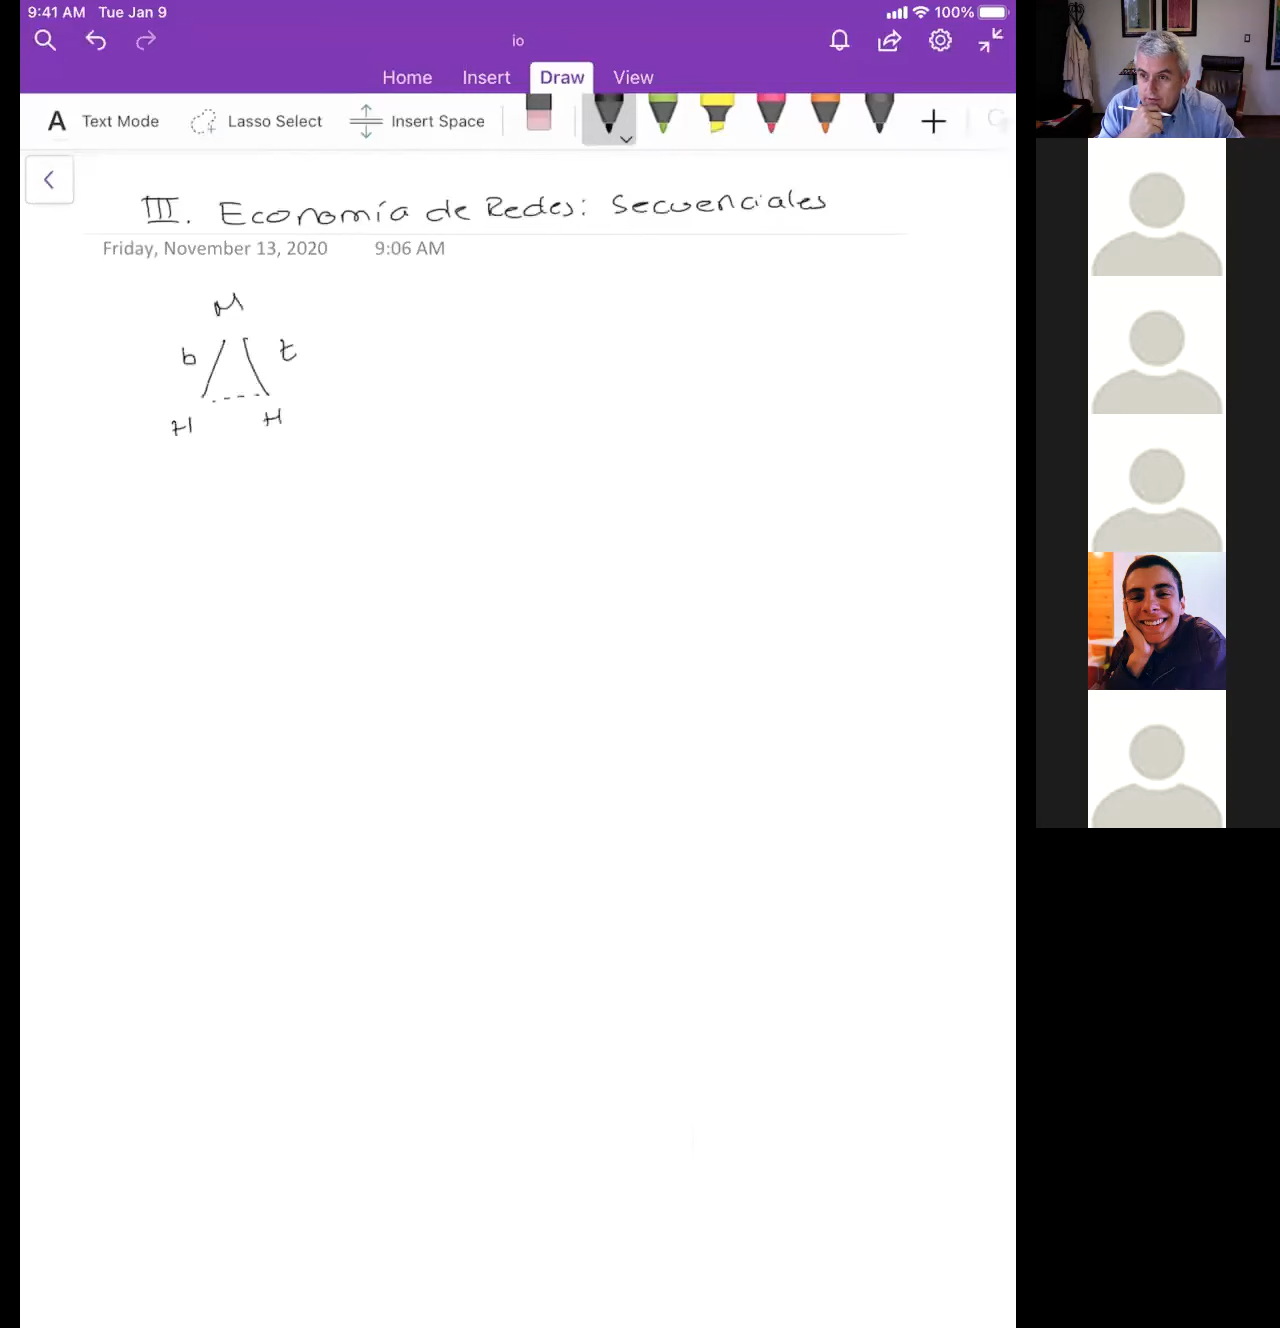 9:41 AM Tue Jan 9 100%
io
Home Insert Draw View
A Text Mode Lasso Select Insert Space
III. Economía de Redes: Secuenciales
Friday, November 13, 2020 9:06 AM
M
b t
H H